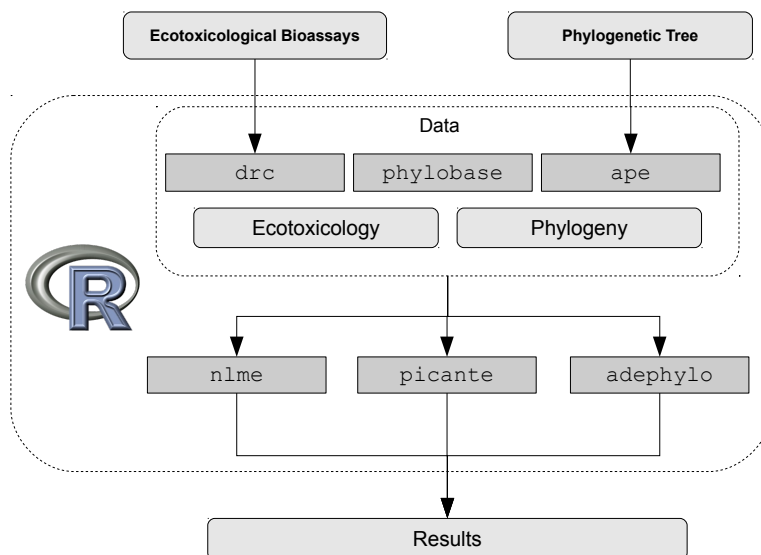 Ecotoxicological Bioassays
Phylogenetic Tree
Data
drc
phylobase
ape
Ecotoxicology
Phylogeny
R
nlme
picante
adephylo
Results